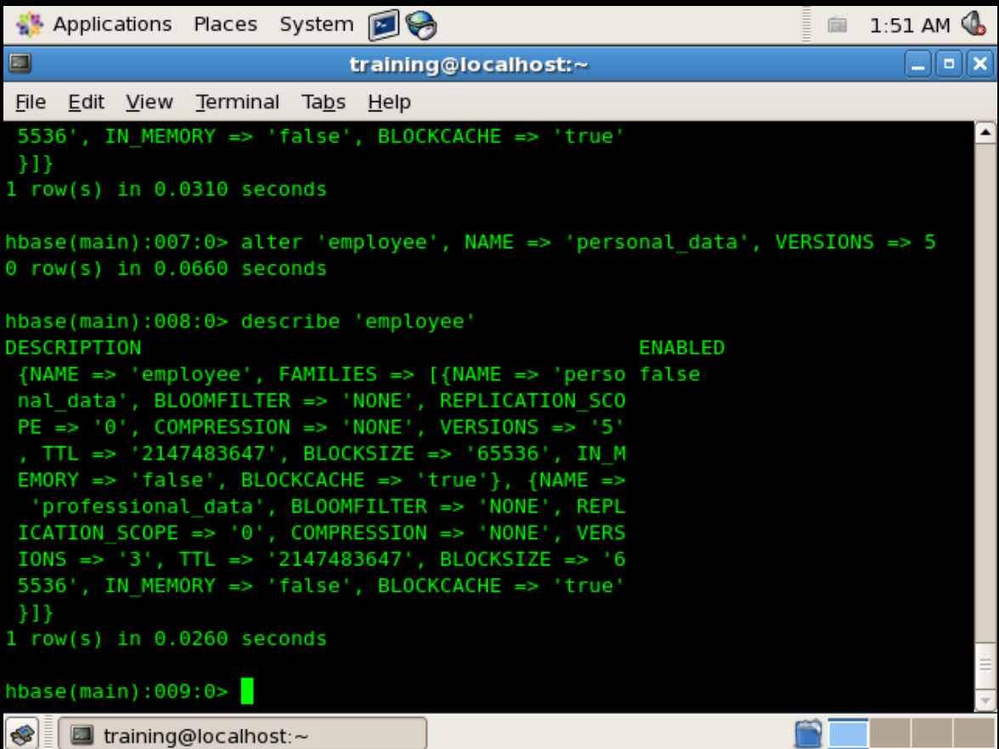 Applications Places System 1:51 AM
training@localhost:~
File Edit View Terminal Tabs Help
5536', IN_MEMORY => 'false', BLOCKCACHE => 'true'
}]}
1 row(s) in 0.0310 seconds
hbase(main):007:0> alter 'employee', NAME => 'personal_data', VERSIONS => 5
0 row(s) in 0.0660 seconds
hbase(main):008:0> describe 'employee'
DESCRIPTION ENABLED
{NAME => 'employee', FAMILIES => [{NAME => 'perso false
nal_data', BLOOMFILTER => 'NONE', REPLICATION_SCO
PE => '0', COMPRESSION => 'NONE', VERSIONS => '5'
, TTL => '2147483647', BLOCKSIZE => '65536', IN_M
EMORY => 'false', BLOCKCACHE => 'true'}, {NAME =>
'professional_data', BLOOMFILTER => 'NONE', REPL
ICATION_SCOPE => '0', COMPRESSION => 'NONE', VERS
IONS => '3', TTL => '2147483647', BLOCKSIZE => '6
5536', IN_MEMORY => 'false', BLOCKCACHE => 'true'
}]}
1 row(s) in 0.0260 seconds
hbase(main):009:0>
training@localhost:~